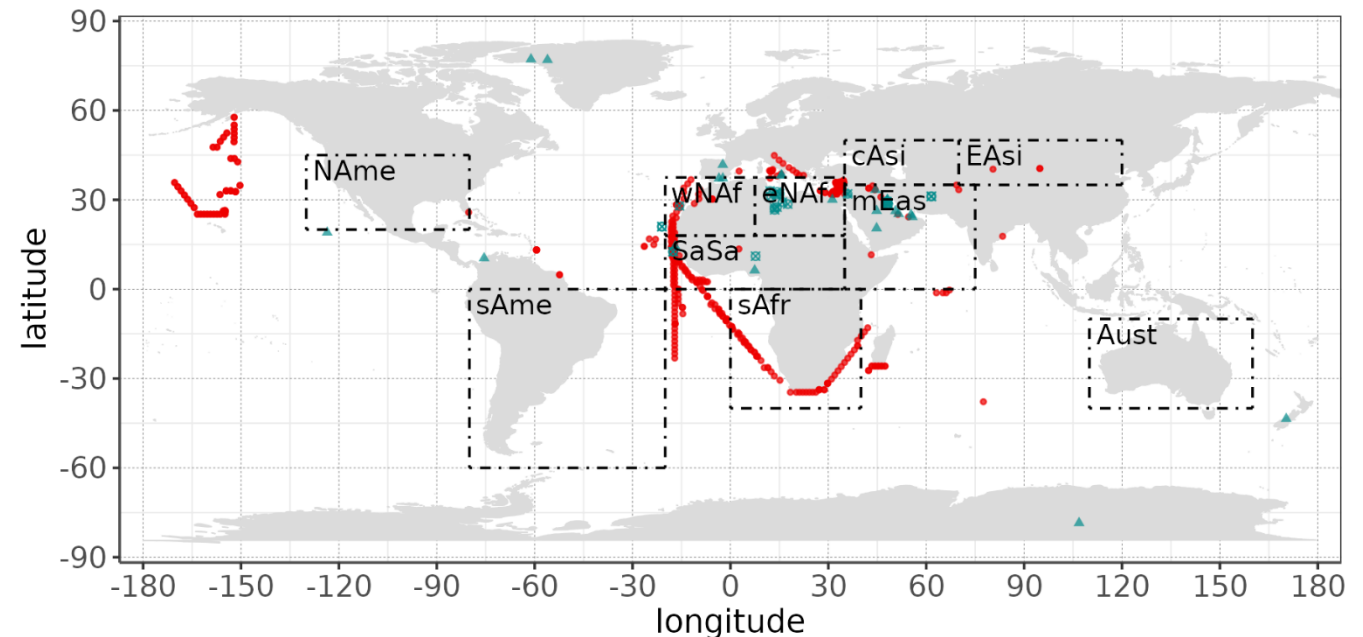 90
60
30
0
-30
-60
-90
latitude
NAme
cAsi
EAsi
wNAf
eNAf
mEas
SaSa
sAme
sAfr
Aust
-180 -150 -120 -90 -60 -30 0 30 60 90 120 150 180
longitude